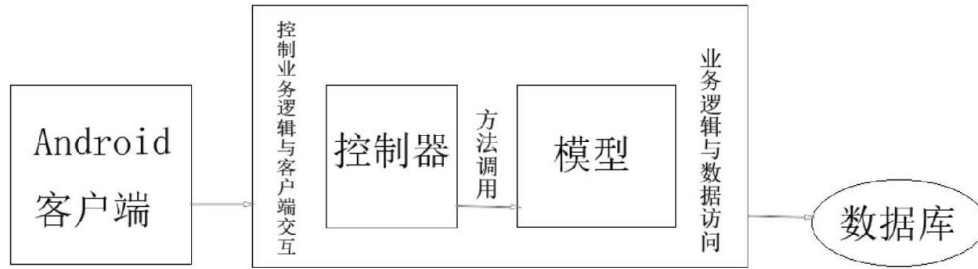 Android
客户端
控制业务逻辑与客户端交互
控制器
方法调用
模型
业务逻辑与数据访问
数据库